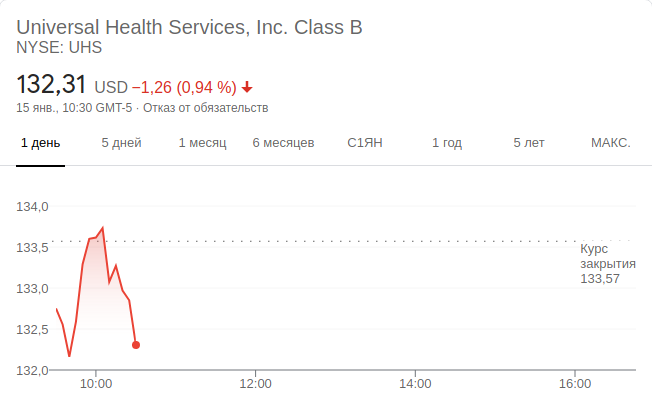 Universal Health Services, Inc. Class B
NYSE: UHS
132,31 USD −1,26 (0,94 %)
15 янв., 10:30 GMT-5 · Отказ от обязательств
1 день 5 дней 1 месяц 6 месяцев С1ЯН 1 год 5 лет МАКС.
134,0
133,5
Курс
закрытия
133,57
133,0
132,5
132,0
10:00 12:00 14:00 16:00